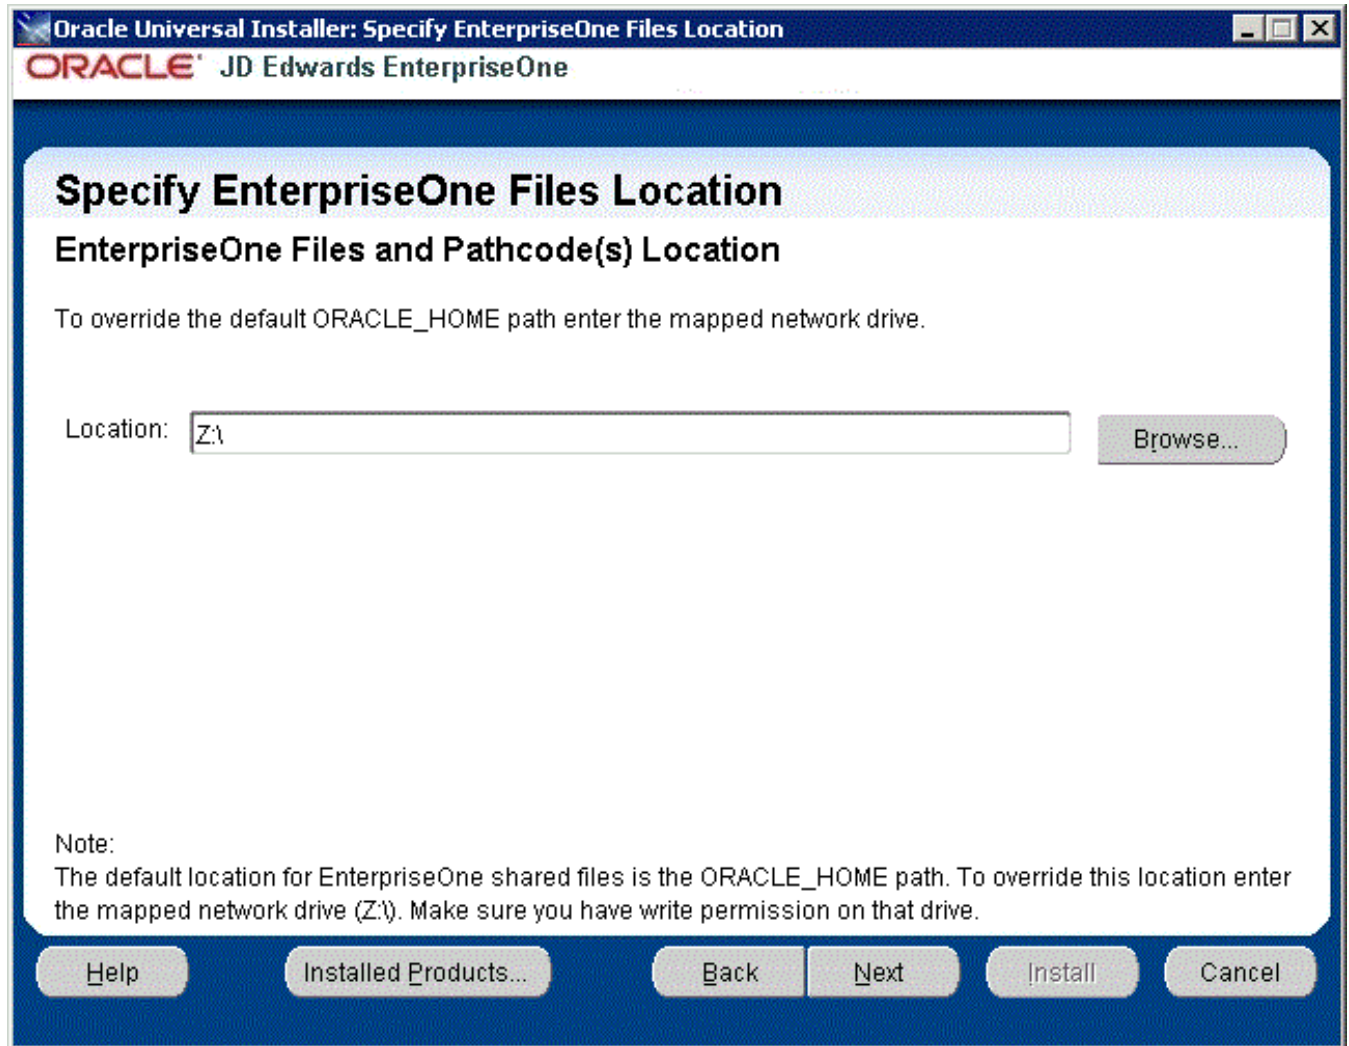 Oracle Universal Installer: Specify EnterpriseOne Files Location
ORACLE JD Edwards EnterpriseOne
Specify EnterpriseOne Files Location
EnterpriseOne Files and Pathcode(s) Location
To override the default ORACLE_HOME path enter the mapped network drive.
Location: Z:\ Browse...
Note:
The default location for EnterpriseOne shared files is the ORACLE_HOME path. To override this location enter
the mapped network drive (Z:\). Make sure you have write permission on that drive.
Help Installed Products... Back Next Install Cancel